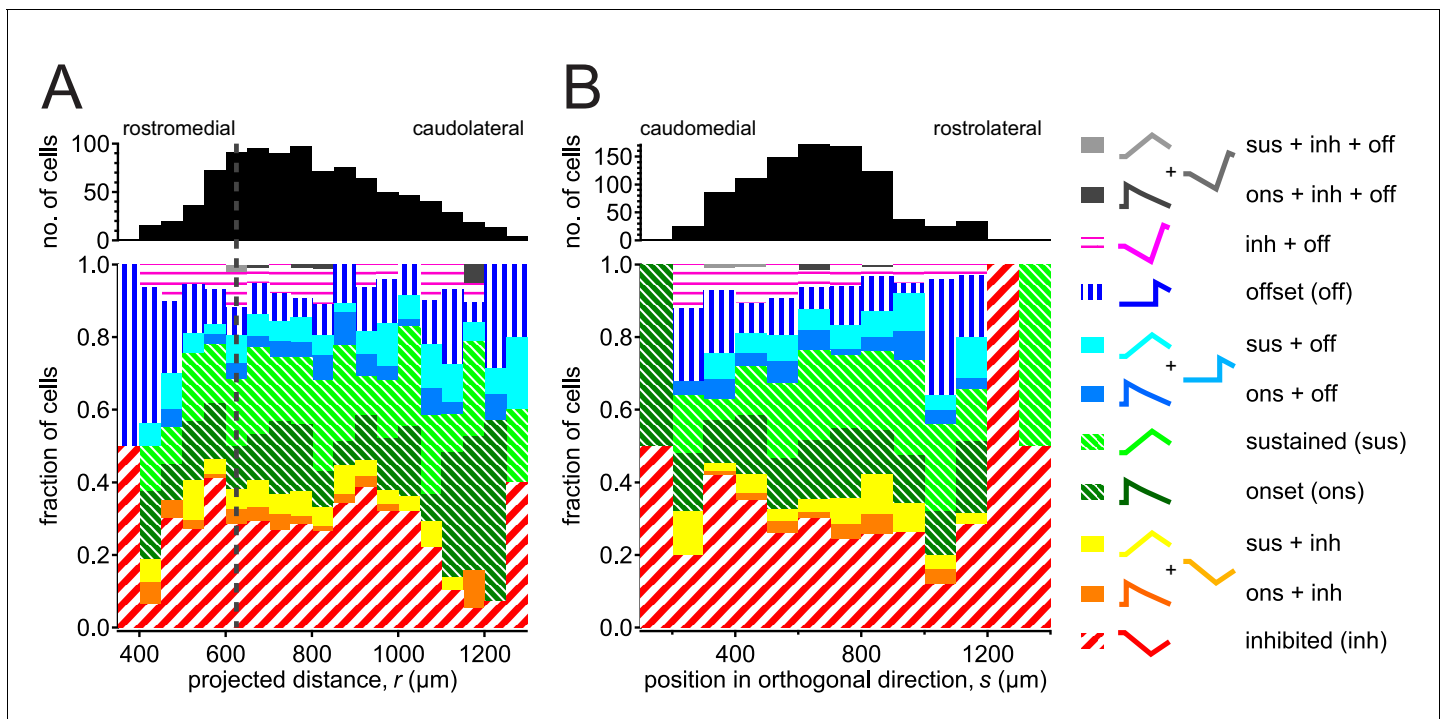 A
B
rostromedial
caudolateral
caudomedial
rostrolateral
no. of cells
100
50
0
no. of cells
150
100
50
0
fraction of cells
1.0
0.8
0.6
0.4
0.2
0.0
fraction of cells
1.0
0.8
0.6
0.4
0.2
0.0
400 600 800 1000 1200
projected distance, r (µm)
400 800 1200
position in orthogonal direction, s (µm)
+ sus + inh + off
ons + inh + off
inh + off
offset (off)
+ sus + off
ons + off
sustained (sus)
onset (ons)
+ sus + inh
ons + inh
inhibited (inh)